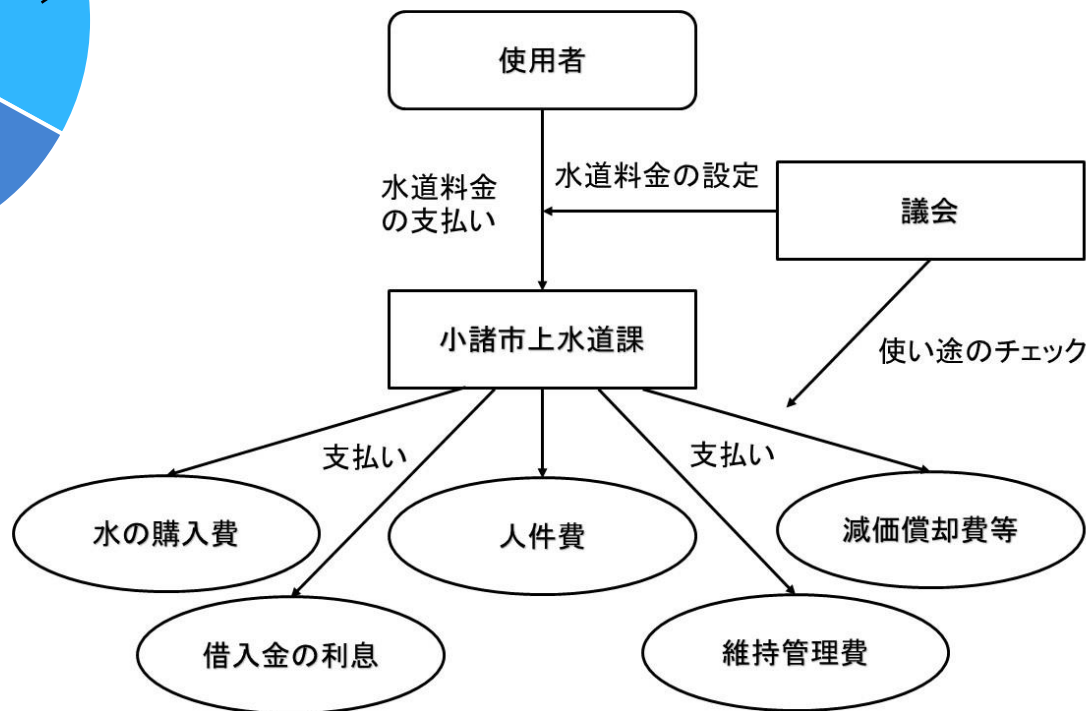 使用者
水道料金
の支払い
水道料金の設定
議会
小諸市上水道課
使い途のチェック
支払い
支払い
水の購入費
人件費
減価償却費等
借入金の利息
維持管理費